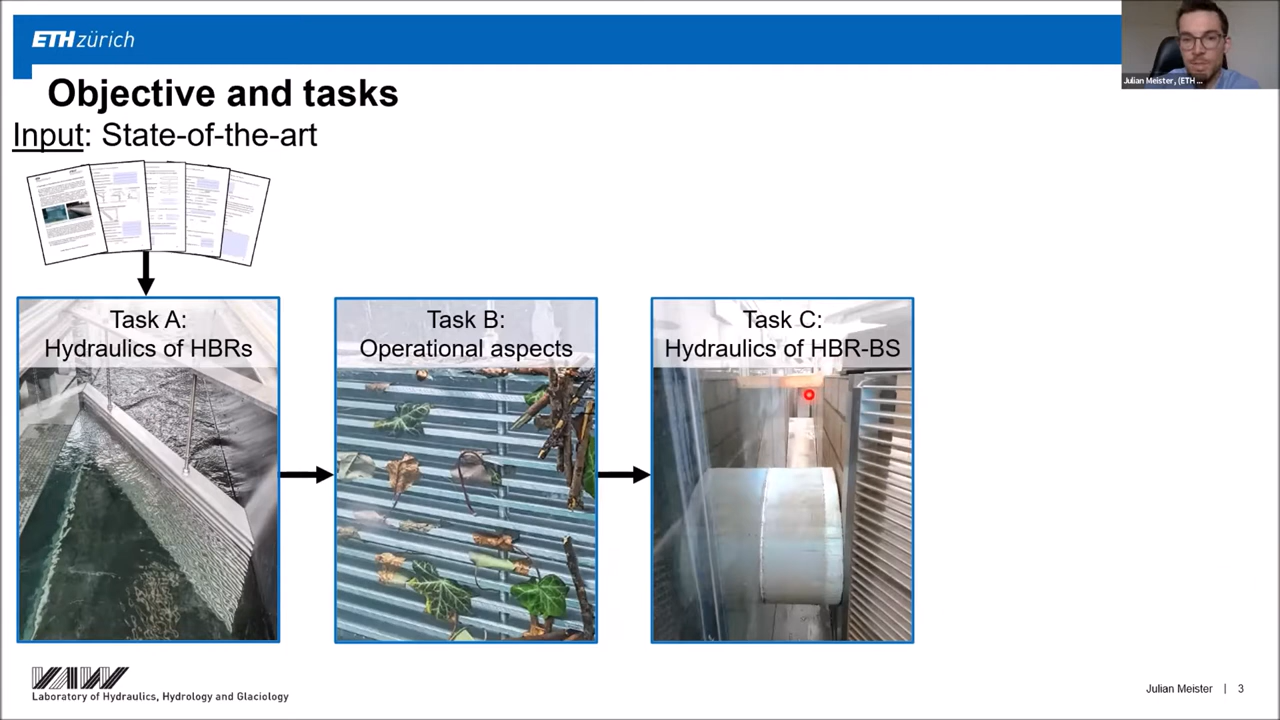 ETH zürich
Julian Meister, (ETH ...
Objective and tasks
Input: State-of-the-art
Task A:
Hydraulics of HBRs
Task B:
Operational aspects
Task C:
Hydraulics of HBR-BS
VAW
Laboratory of Hydraulics, Hydrology and Glaciology
Julian Meister | 3